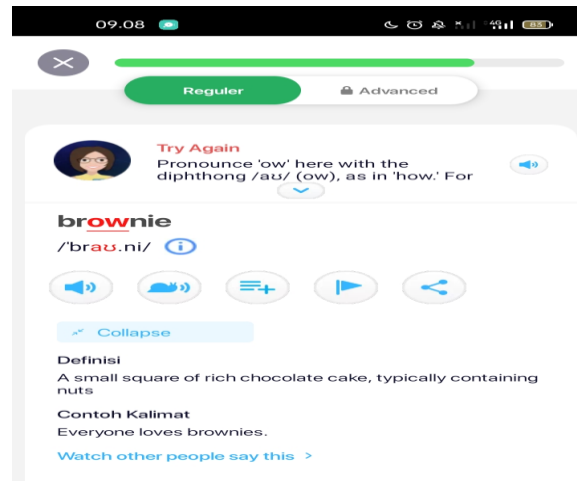 09.08
4G
83
Reguler
Advanced
Try Again
Pronounce 'ow' here with the
diphthong /aʊ/ (ow), as in 'how.' For
brownie
/ˈbraʊ.ni/
Collapse
Definisi
A small square of rich chocolate cake, typically containing
nuts
Contoh Kalimat
Everyone loves brownies.
Watch other people say this >